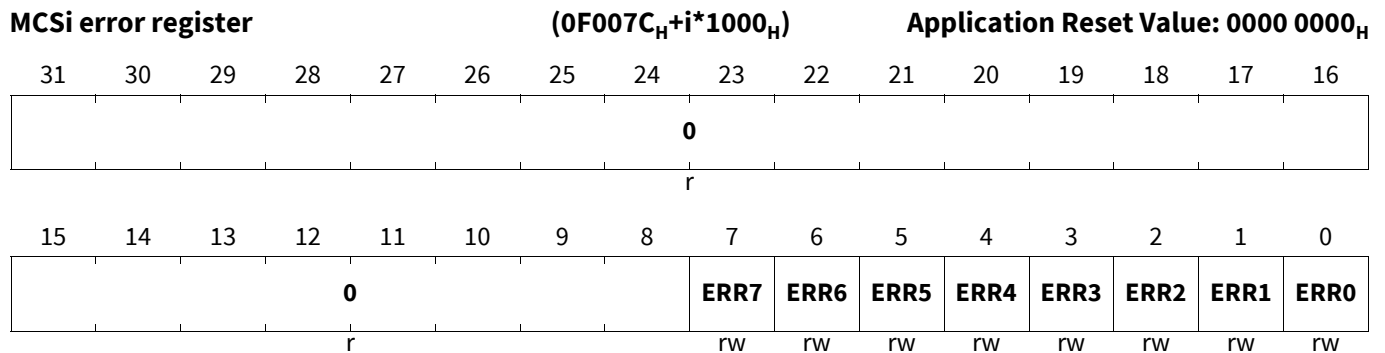 MCSi error register (0F007CH+i*1000H) Application Reset Value: 0000 0000H
31 30 29 28 27 26 25 24 23 22 21 20 19 18 17 16
0
r
15 14 13 12 11 10 9 8 7 6 5 4 3 2 1 0
0 ERR7 ERR6 ERR5 ERR4 ERR3 ERR2 ERR1 ERR0
r rw rw rw rw rw rw rw rw